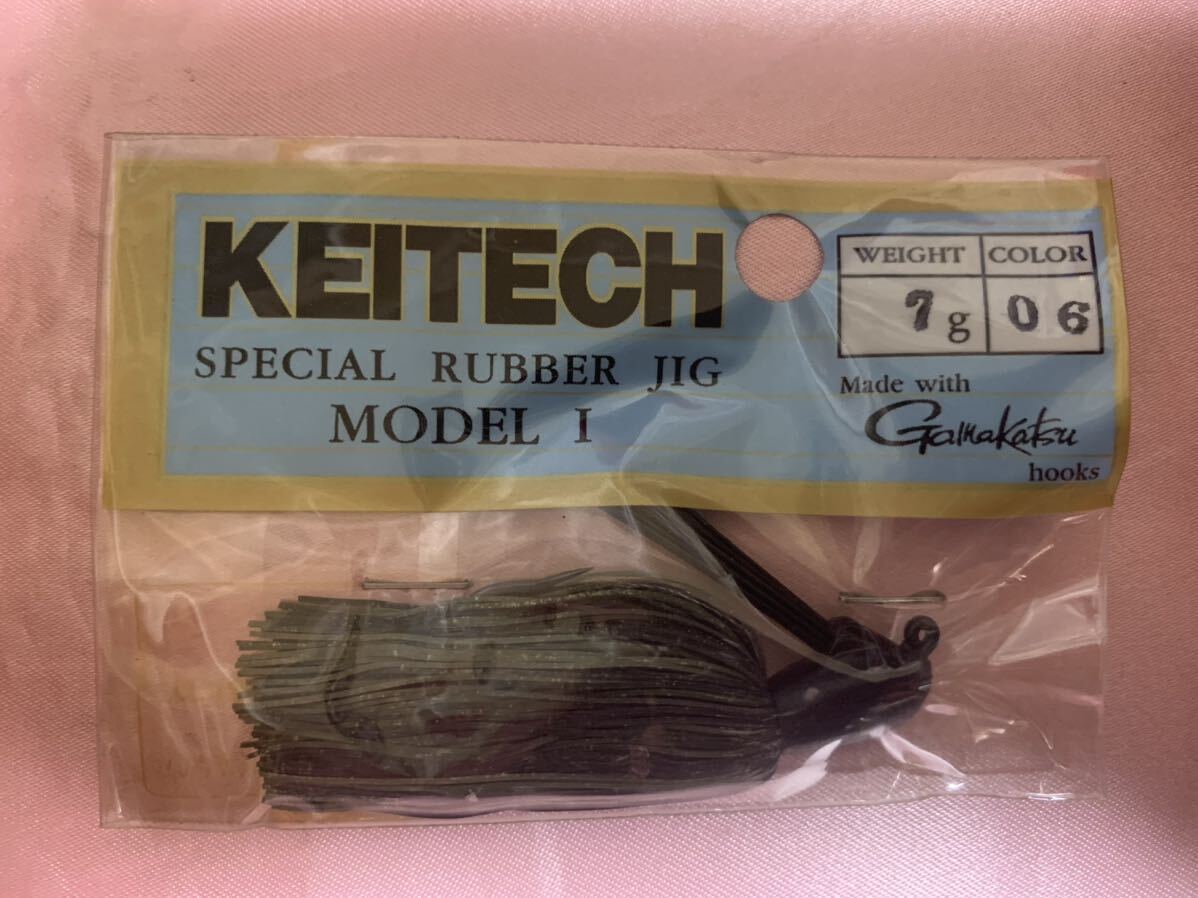 KEITECH
SPECIAL RUBBER JIG
MODEL I
WEIGHT COLOR
7g 06
Made with
Gamakatsu
hooks